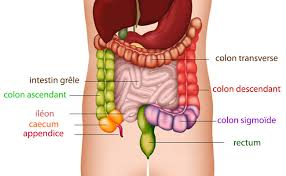 colon transverse
intestin grêle
colon ascendant
colon descendant
iléon
caecum
appendice
colon sigmoïde
rectum